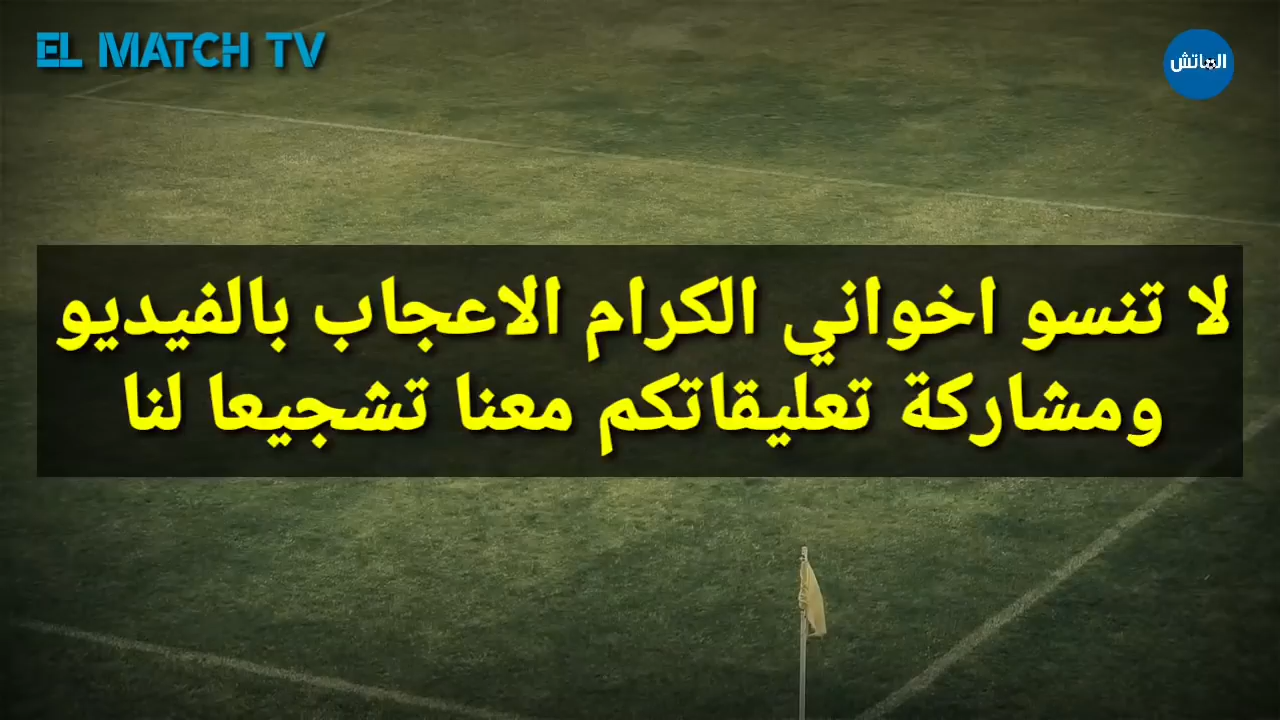 EL MATCH TV
الماتش
لا تنسو اخواني الكرام الاعجاب بالفيديو
ومشاركة تعليقاتكم معنا تشجيعا لنا